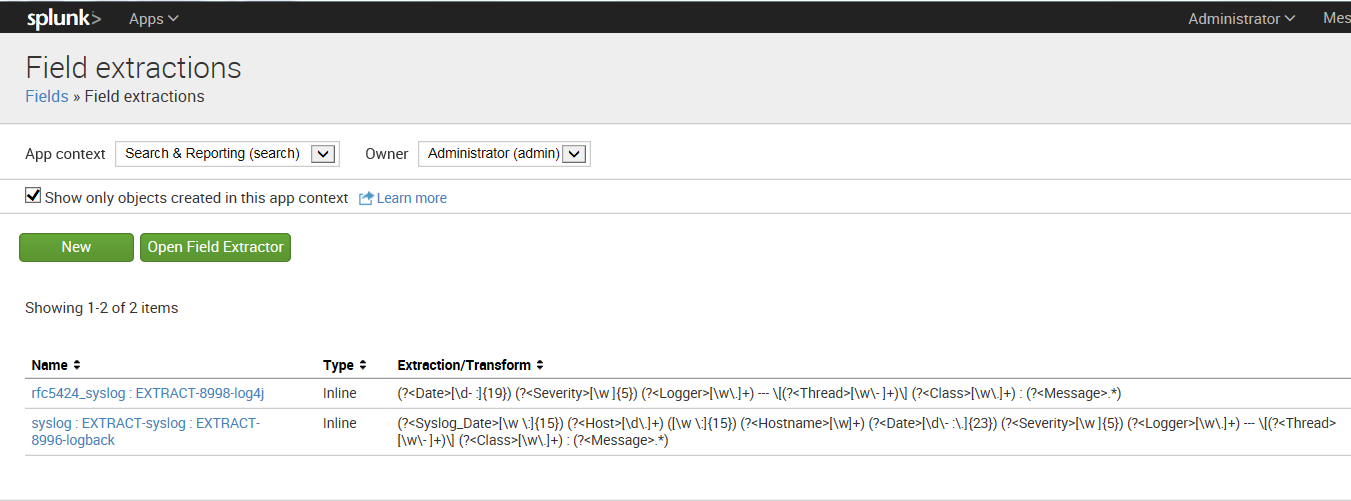 splunk> Apps Administrator Mes
Field extractions
Fields » Field extractions
App context Search & Reporting (search) Owner Administrator (admin)
Show only objects created in this app context Learn more
New Open Field Extractor
Showing 1-2 of 2 items
Name Type Extraction/Transform
rfc5424_syslog : EXTRACT-8998-log4j Inline (?<Date>[\d- :]{19}) (?<Severity>[\w ]{5}) (?<Logger>[\w\.]+) --- \[(?<Thread>[\w\- ]+)\] (?<Class>[\w\.]+) : (?<Message>.*)
syslog : EXTRACT-syslog : EXTRACT- Inline (?<Syslog_Date>[\w \:]{15}) (?<Host>[\d\.]+) ([\w \:]{15}) (?<Hostname>[\w]+) (?<Date>[\d\- :\.]{23}) (?<Severity>[\w ]{5}) (?<Logger>[\w\.]+) --- \[(?<Thread>
8996-logback [\w\- ]+)\] (?<Class>[\w\.]+) : (?<Message>.*)